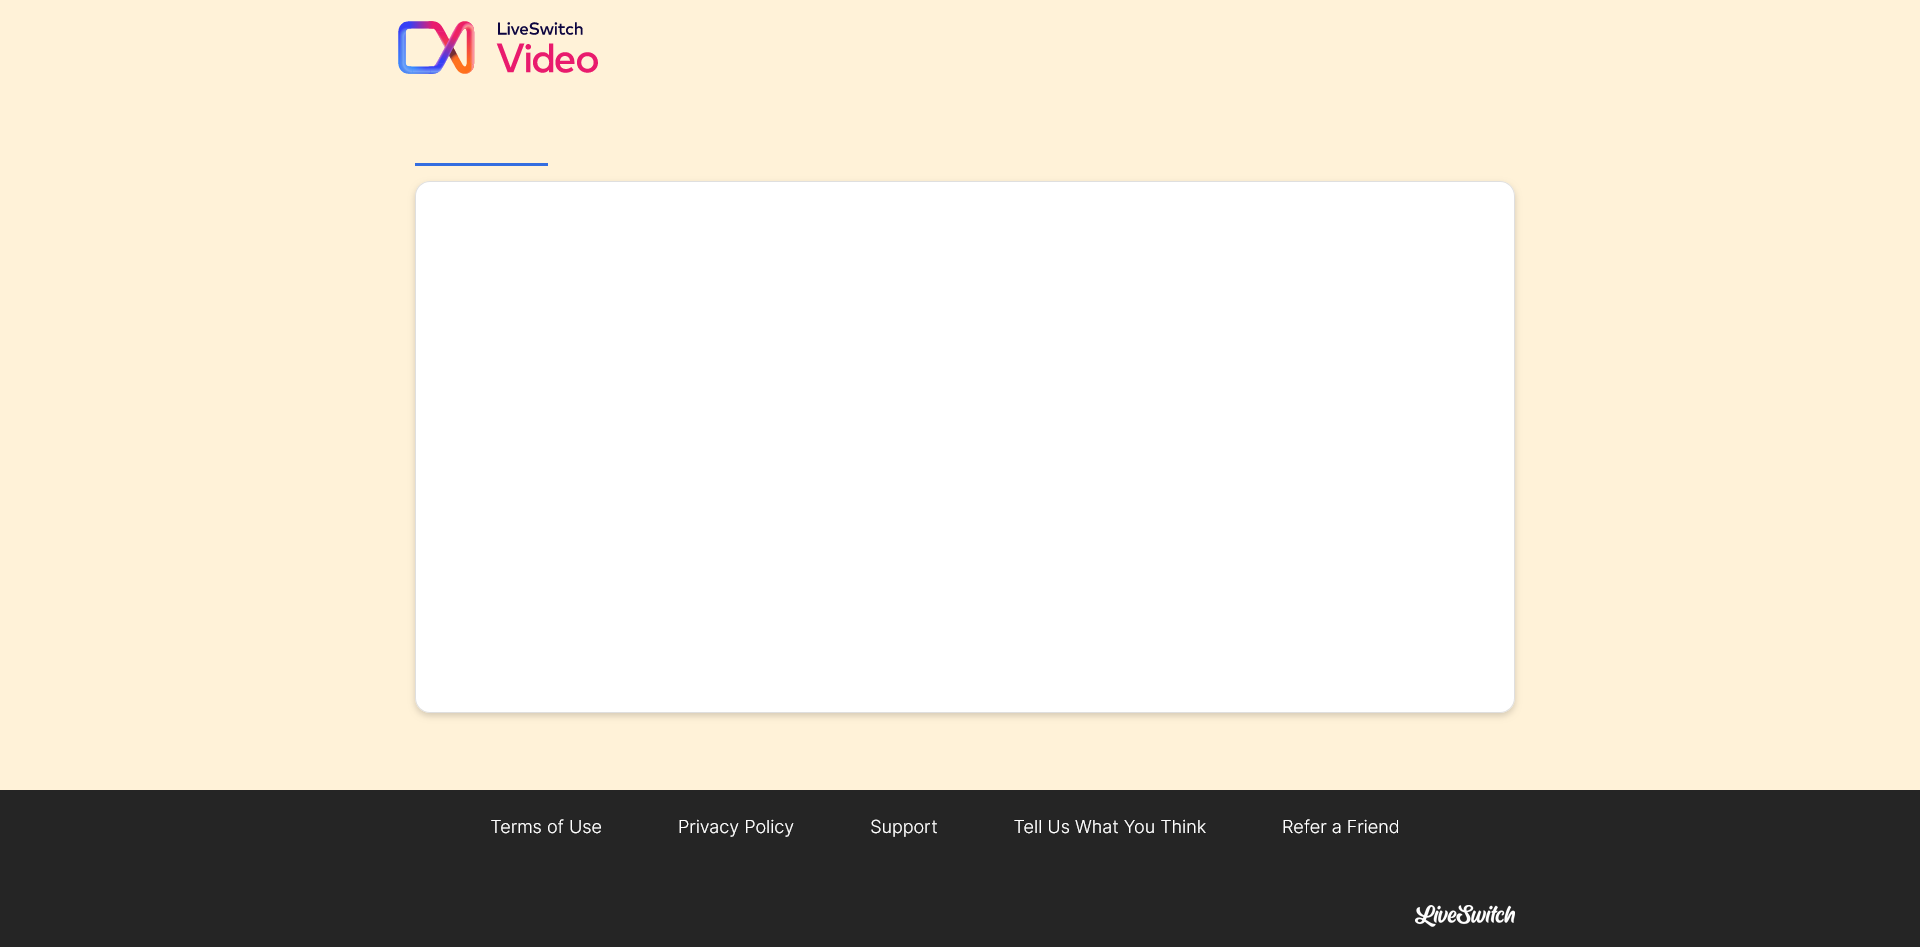 LiveSwitch
Video
Terms of Use
Privacy Policy
Support
Tell Us What You Think
Refer a Friend
LiveSwitch